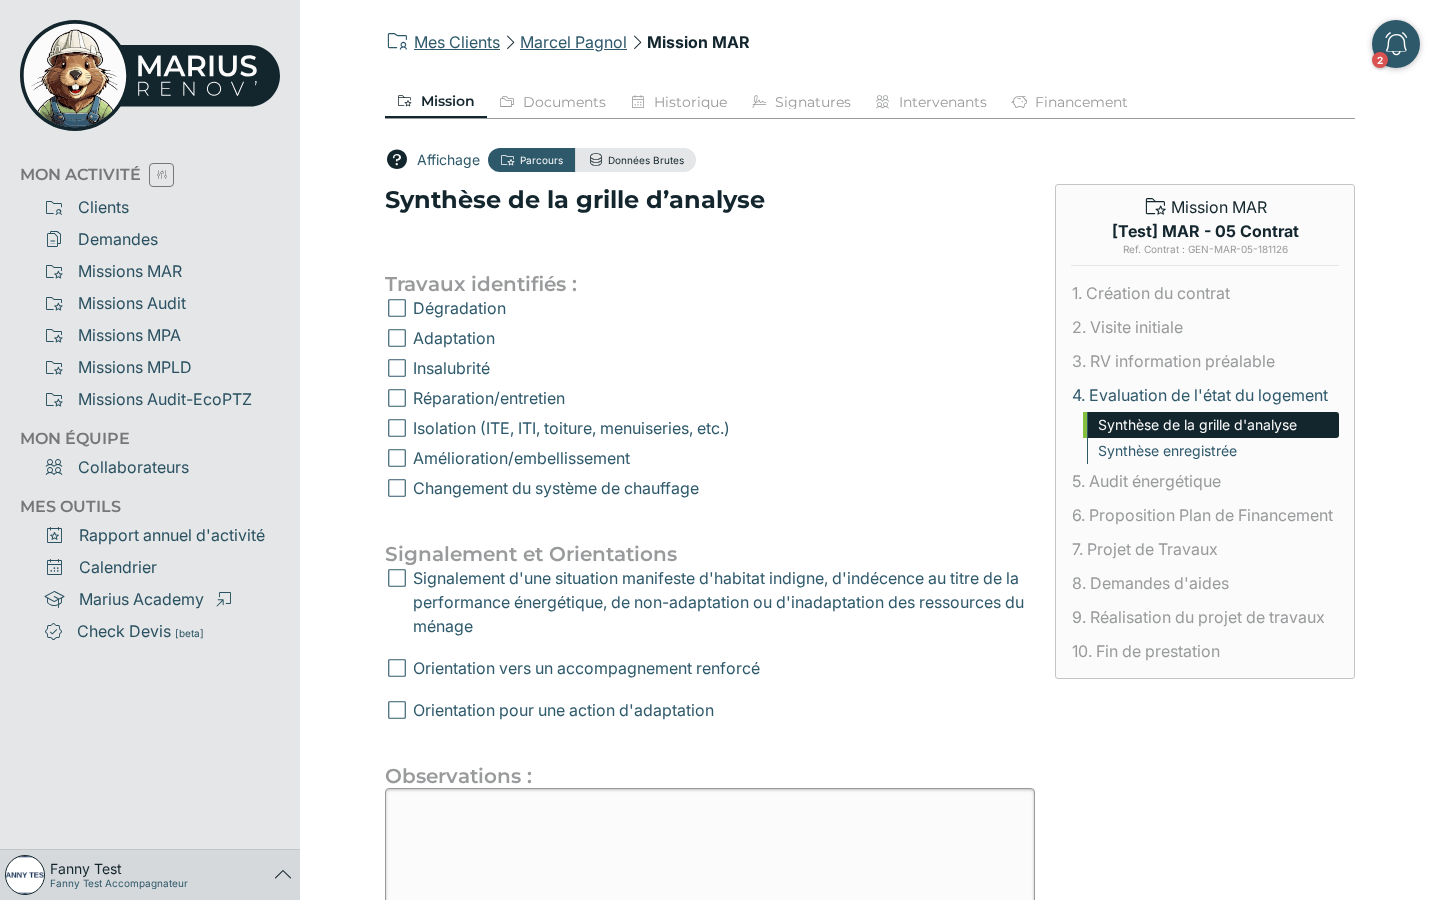 MARIUS
RENOV'
MON ACTIVITÉ
Clients
Demandes
Missions MAR
Missions Audit
Missions MPA
Missions MPLD
Missions Audit-EcoPTZ
MON ÉQUIPE
Collaborateurs
MES OUTILS
Rapport annuel d'activité
Calendrier
Marius Academy
Check Devis [beta]
ANNY TES
Fanny Test
Fanny Test Accompagnateur
Mes Clients > Marcel Pagnol > Mission MAR
2
Mission Documents Historique Signatures Intervenants Financement
? Affichage Parcours Données Brutes
Synthèse de la grille d’analyse
Travaux identifiés :
Dégradation
Adaptation
Insalubrité
Réparation/entretien
Isolation (ITE, ITI, toiture, menuiseries, etc.)
Amélioration/embellissement
Changement du système de chauffage
Signalement et Orientations
Signalement d'une situation manifeste d'habitat indigne, d'indécence au titre de la
performance énergétique, de non-adaptation ou d'inadaptation des ressources du
ménage
Orientation vers un accompagnement renforcé
Orientation pour une action d'adaptation
Observations :
Mission MAR
[Test] MAR - 05 Contrat
Ref. Contrat : GEN-MAR-05-181126
1. Création du contrat
2. Visite initiale
3. RV information préalable
4. Evaluation de l'état du logement
Synthèse de la grille d'analyse
Synthèse enregistrée
5. Audit énergétique
6. Proposition Plan de Financement
7. Projet de Travaux
8. Demandes d'aides
9. Réalisation du projet de travaux
10. Fin de prestation